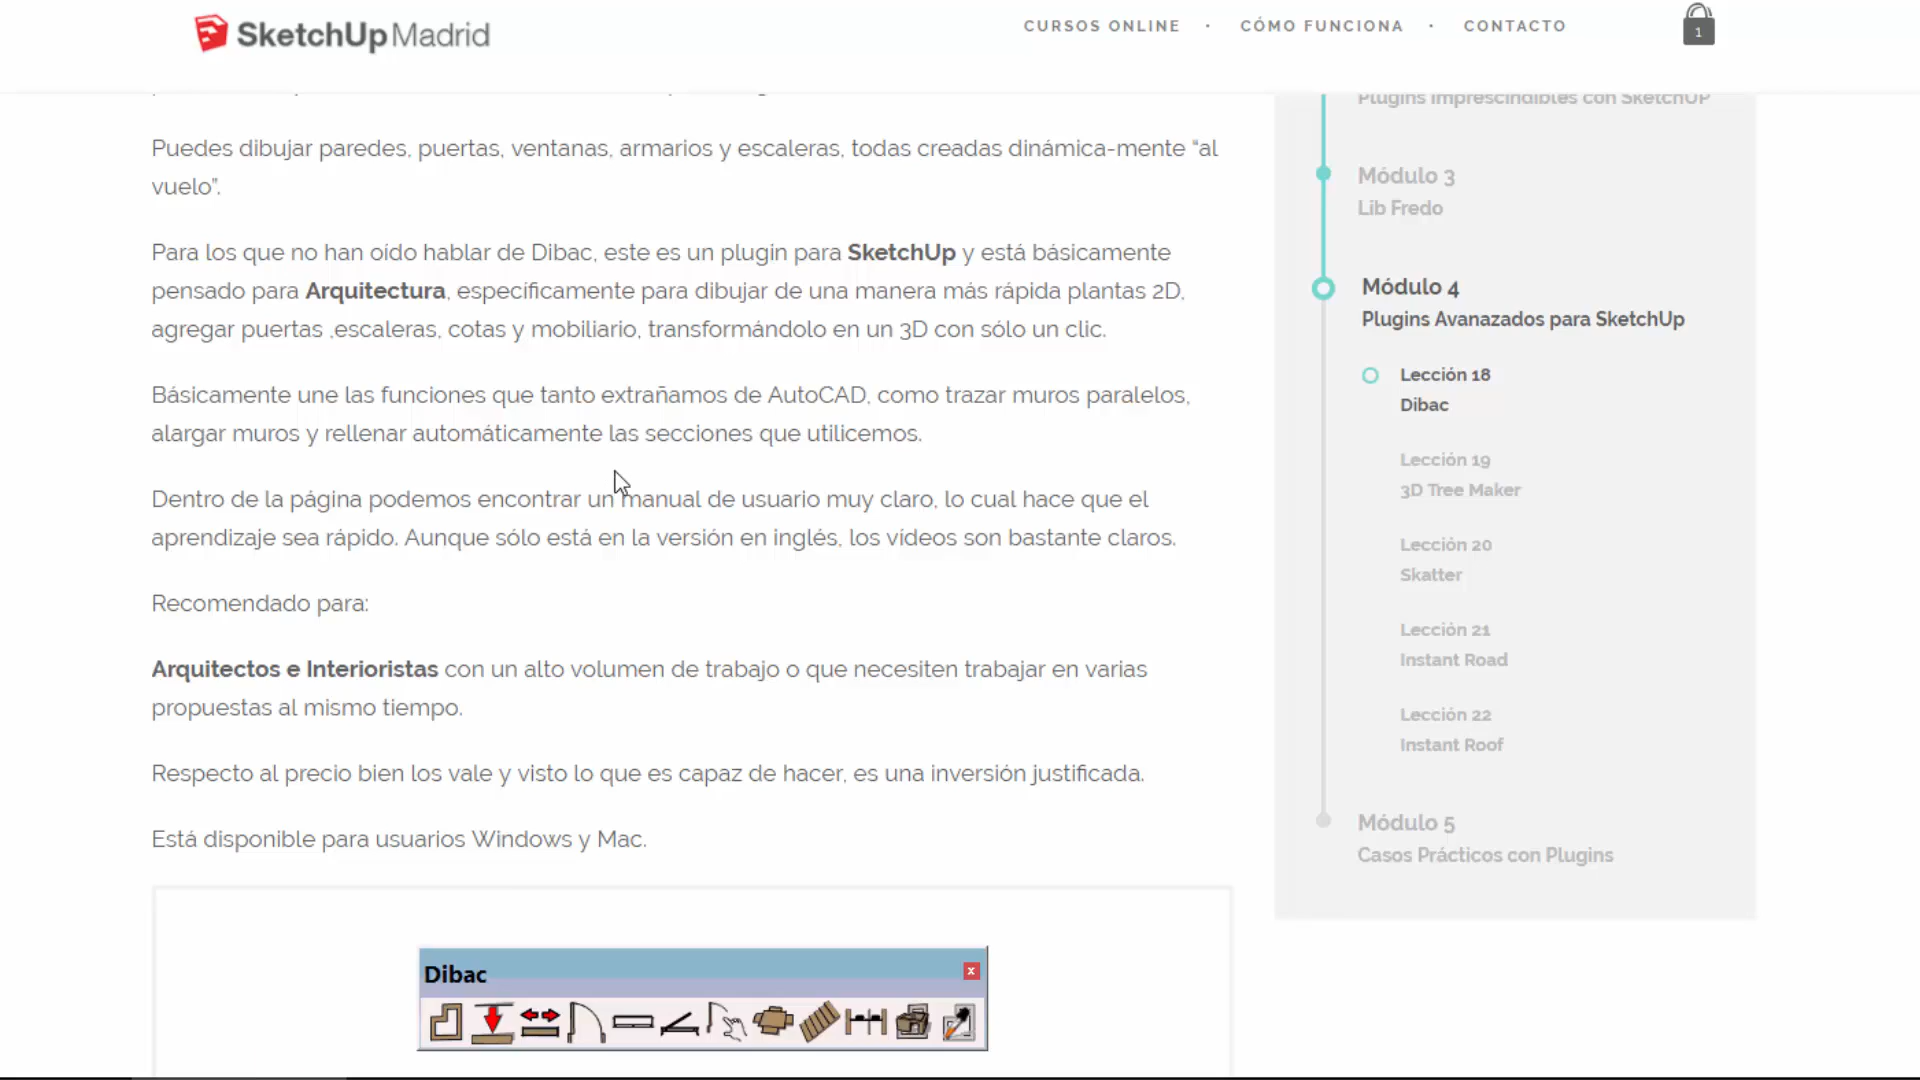 SketchUp Madrid
CURSOS ONLINE · CÓMO FUNCIONA · CONTACTO
1
Puedes dibujar paredes, puertas, ventanas, armarios y escaleras, todas creadas dinámica-mente “al
vuelo”.
Para los que no han oído hablar de Dibac, este es un plugin para SketchUp y está básicamente
pensado para Arquitectura, específicamente para dibujar de una manera más rápida plantas 2D,
agregar puertas ,escaleras, cotas y mobiliario, transformándolo en un 3D con sólo un clic.
Básicamente une las funciones que tanto extrañamos de AutoCAD, como trazar muros paralelos,
alargar muros y rellenar automáticamente las secciones que utilicemos.
Dentro de la página podemos encontrar un manual de usuario muy claro, lo cual hace que el
aprendizaje sea rápido. Aunque sólo está en la versión en inglés, los vídeos son bastante claros.
Recomendado para:
Arquitectos e Interioristas con un alto volumen de trabajo o que necesiten trabajar en varias
propuestas al mismo tiempo.
Respecto al precio bien los vale y visto lo que es capaz de hacer, es una inversión justificada.
Está disponible para usuarios Windows y Mac.
Dibac
x
Plugins Imprescindibles con SketchUP
Módulo 3
Lib Fredo
Módulo 4
Plugins Avanazados para SketchUp
Lección 18
Dibac
Lección 19
3D Tree Maker
Lección 20
Skatter
Lección 21
Instant Road
Lección 22
Instant Roof
Módulo 5
Casos Prácticos con Plugins